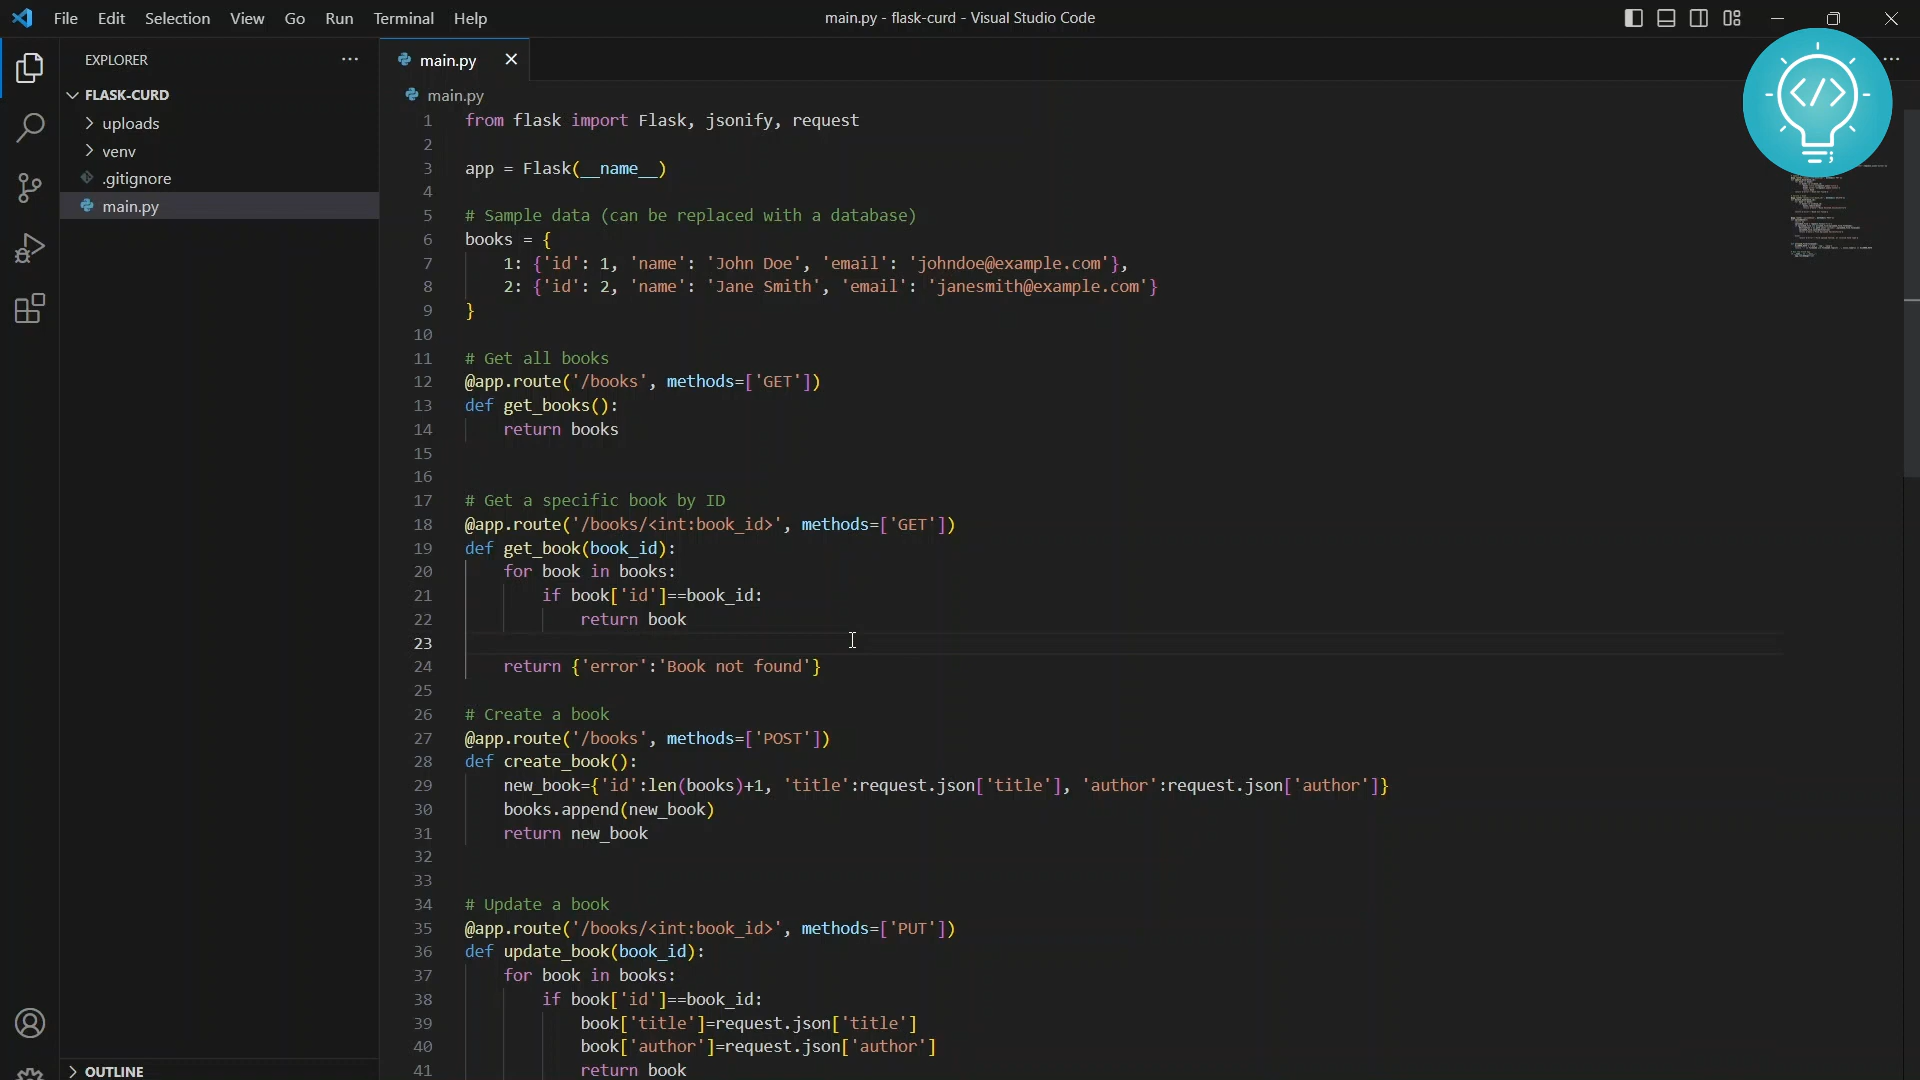 File Edit Selection View Go Run Terminal Help
main.py - flask-curd - Visual Studio Code
EXPLORER
FLASK-CURD
uploads
venv
.gitignore
main.py
OUTLINE
main.py
main.py
</>
;
1 from flask import Flask, jsonify, request
2
3 app = Flask(__name__)
4
5 # Sample data (can be replaced with a database)
6 books = {
7 1: {'id': 1, 'name': 'John Doe', 'email': 'johndoe@example.com'},
8 2: {'id': 2, 'name': 'Jane Smith', 'email': 'janesmith@example.com'}
9 }
10
11 # Get all books
12 @app.route('/books', methods=['GET'])
13 def get_books():
14 return books
15
16
17 # Get a specific book by ID
18 @app.route('/books/<int:book_id>', methods=['GET'])
19 def get_book(book_id):
20 for book in books:
21 if book['id']==book_id:
22 return book
23
24 return {'error':'Book not found'}
25
26 # Create a book
27 @app.route('/books', methods=['POST'])
28 def create_book():
29 new_book={'id':len(books)+1, 'title':request.json['title'], 'author':request.json['author']}
30 books.append(new_book)
31 return new_book
32
33
34 # Update a book
35 @app.route('/books/<int:book_id>', methods=['PUT'])
36 def update_book(book_id):
37 for book in books:
38 if book['id']==book_id:
39 book['title']=request.json['title']
40 book['author']=request.json['author']
41 return book